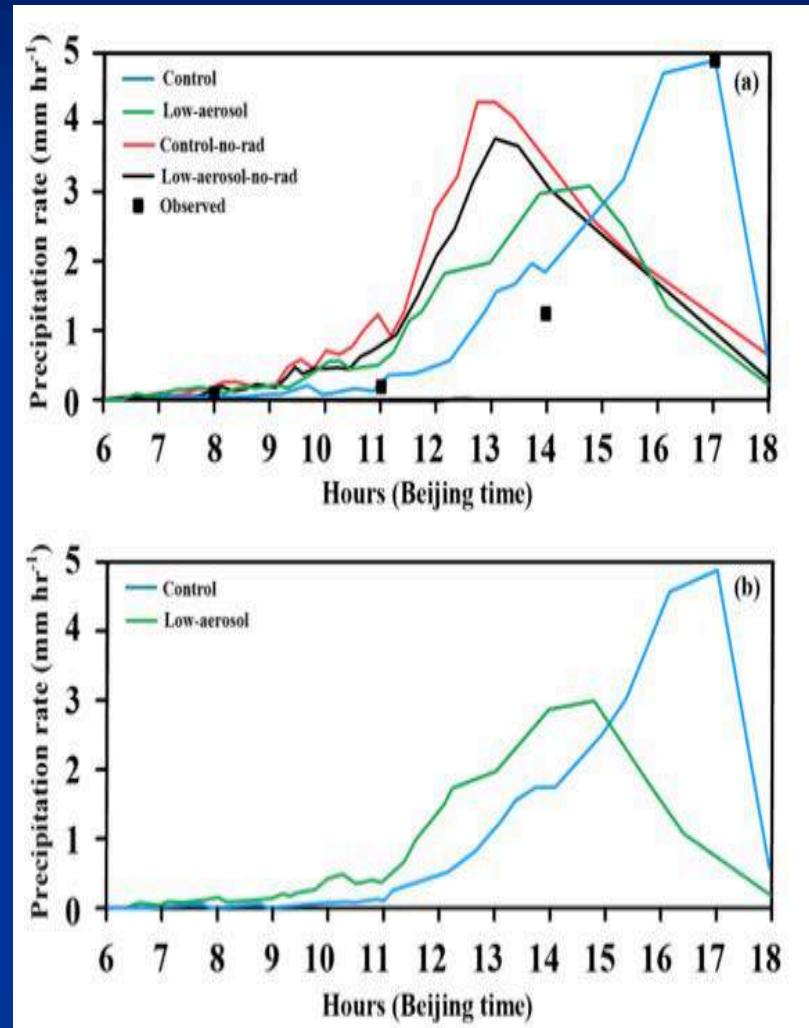 Precipitation rate (mm hr⁻¹)
5
4
3
2
1
0
Control
Low-aerosol
Control-no-rad
Low-aerosol-no-rad
Observed
(a)
6 7 8 9 10 11 12 13 14 15 16 17 18
Hours (Beijing time)
Precipitation rate (mm hr⁻¹)
5
4
3
2
1
0
Control
Low-aerosol
(b)
6 7 8 9 10 11 12 13 14 15 16 17 18
Hours (Beijing time)